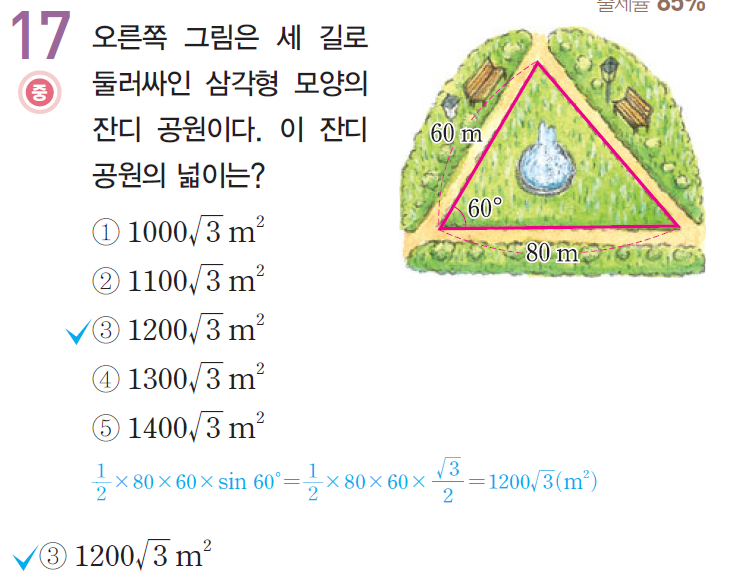 출제율 85%
17
중
오른쪽 그림은 세 길로
둘러싸인 삼각형 모양의
잔디 공원이다. 이 잔디
공원의 넓이는?
60 m
60°
80 m
① 1000√3 m²
② 1100√3 m²
③ 1200√3 m²
④ 1300√3 m²
⑤ 1400√3 m²
1/2×80×60×sin 60°=1/2×80×60×√3/2=1200√3(m²)
③ 1200√3 m²